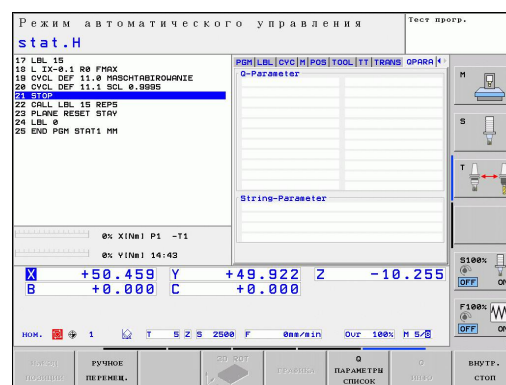 Режим автоматического управления
Тест прогр.
stat.H
17 LBL 15
18 L IX-0.1 R0 FMAX
19 CYCL DEF 11.0 MASCHTABIROWANIE
20 CYCL DEF 11.1 SCL 0.9995
21 STOP
22 CALL LBL 15 REP5
23 PLANE RESET STAY
24 LBL 0
25 END PGM STAT1 MM
PGM LBL CYC M POS TOOL TT TRANS QPARA
Q-Parameter
String-Parameter
0% X[Nm] P1 -T1
0% Y[Nm] 14:43
X +50.459 Y +49.922 Z -10.255
B +0.000 C +0.000
НОМ. 1 T 5 Z S 2500 F 0mm/min Ovr 100% M 5/8
M
S
T
S100%
OFF ON
F100%
OFF ON
РУЧНОЕ ПЕРЕМЕЩ.
3D ROT
Q ПАРАМЕТРЫ СПИСОК
Q
ВНУТР. СТОП